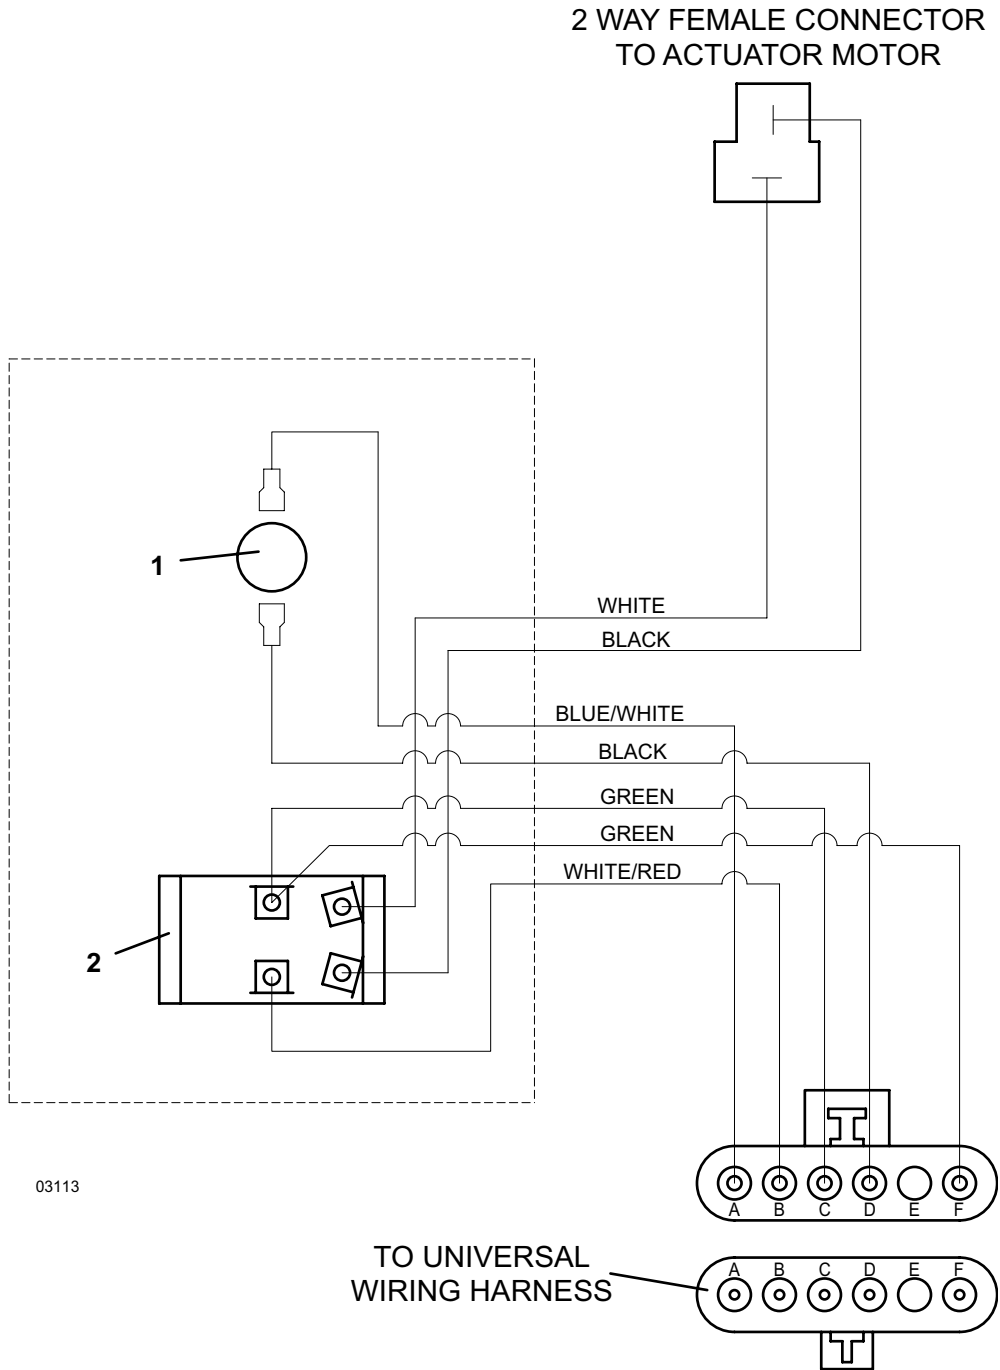 2 WAY FEMALE CONNECTOR
TO ACTUATOR MOTOR
1
WHITE
BLACK
BLUE/WHITE
BLACK
GREEN
GREEN
WHITE/RED
2
03113
A B C D E F
TO UNIVERSAL
WIRING HARNESS
A B C D E F